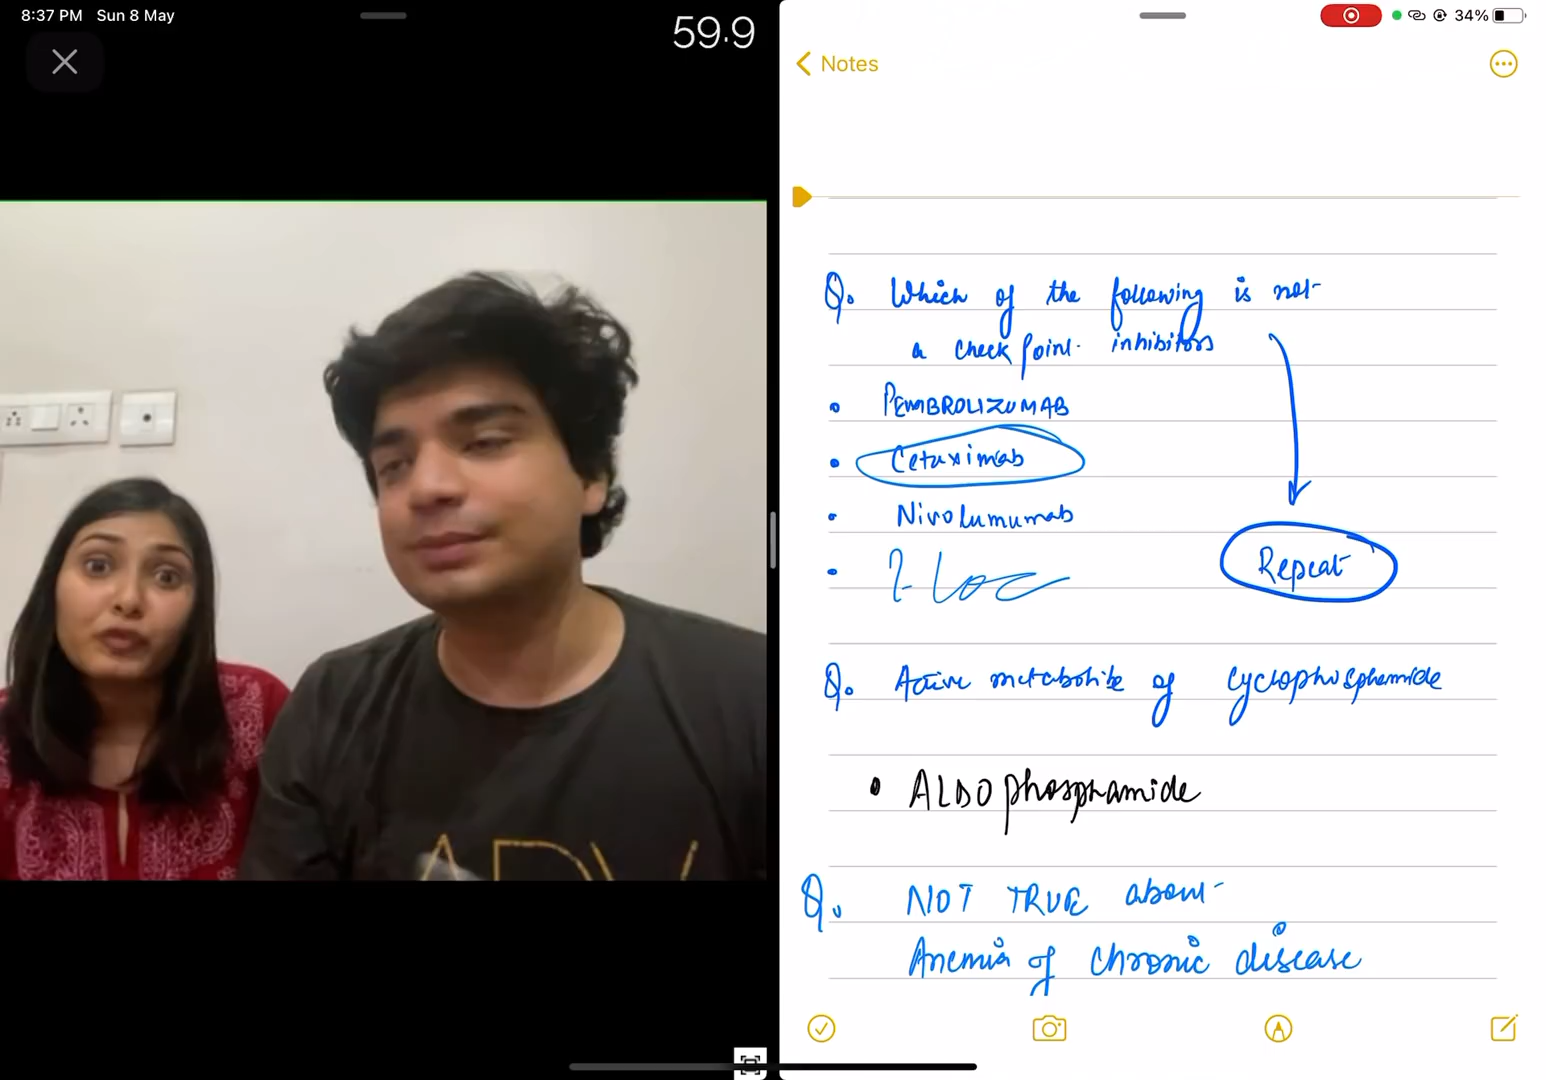 8:37 PM Sun 8 May
59.9
34%
Notes
Q. Which of the following is not
a check point inhibitors
• PEMBROLIZUMAB
• Cetuximab
• Nivolumumab
Repeat
Q. Active metabolite of cyclophosphamide
• ALDOphosphamide
Q. NOT TRUE about
Anemia of chronic disease